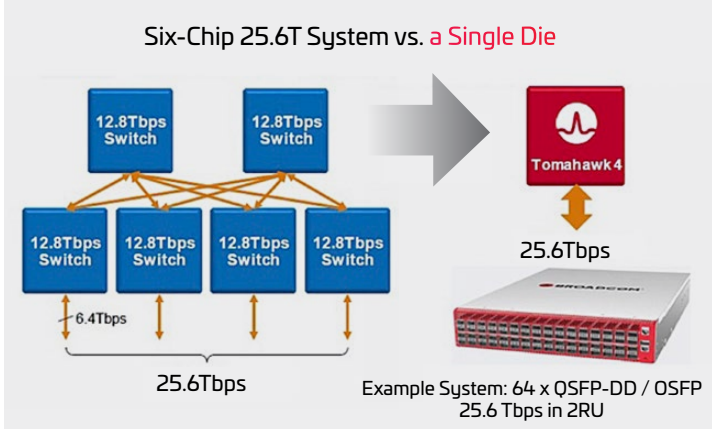 Six-Chip 25.6T System vs. a Single Die
12.8Tbps
Switch
12.8Tbps
Switch
12.8Tbps
Switch
12.8Tbps
Switch
12.8Tbps
Switch
12.8Tbps
Switch
6.4Tbps
25.6Tbps
Tomahawk 4
25.6Tbps
BROADCOM
Example System: 64 x QSFP-DD / OSFP
25.6 Tbps in 2RU